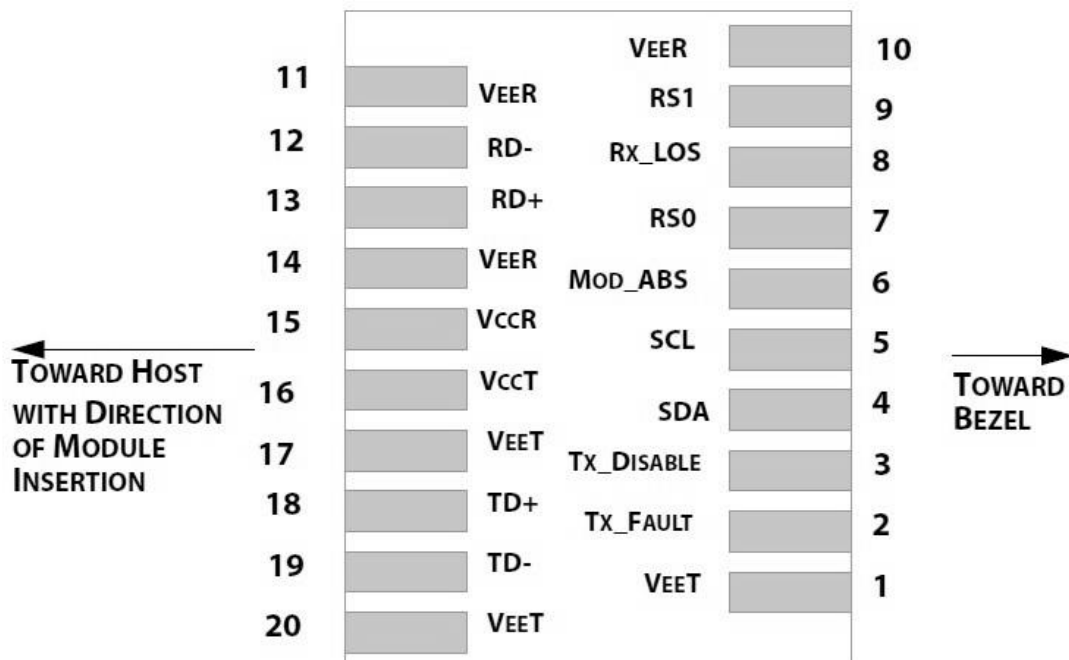 VEER 10
11 VEER
RS1 9
12 RD-
RX_LOS 8
13 RD+
RS0 7
14 VEER
MOD_ABS 6
15 VCCR
SCL 5
16 VCCT
SDA 4
17 VEET
TX_DISABLE 3
18 TD+
TX_FAULT 2
19 TD-
VEET 1
20 VEET
TOWARD HOST
WITH DIRECTION
OF MODULE
INSERTION
TOWARD
BEZEL